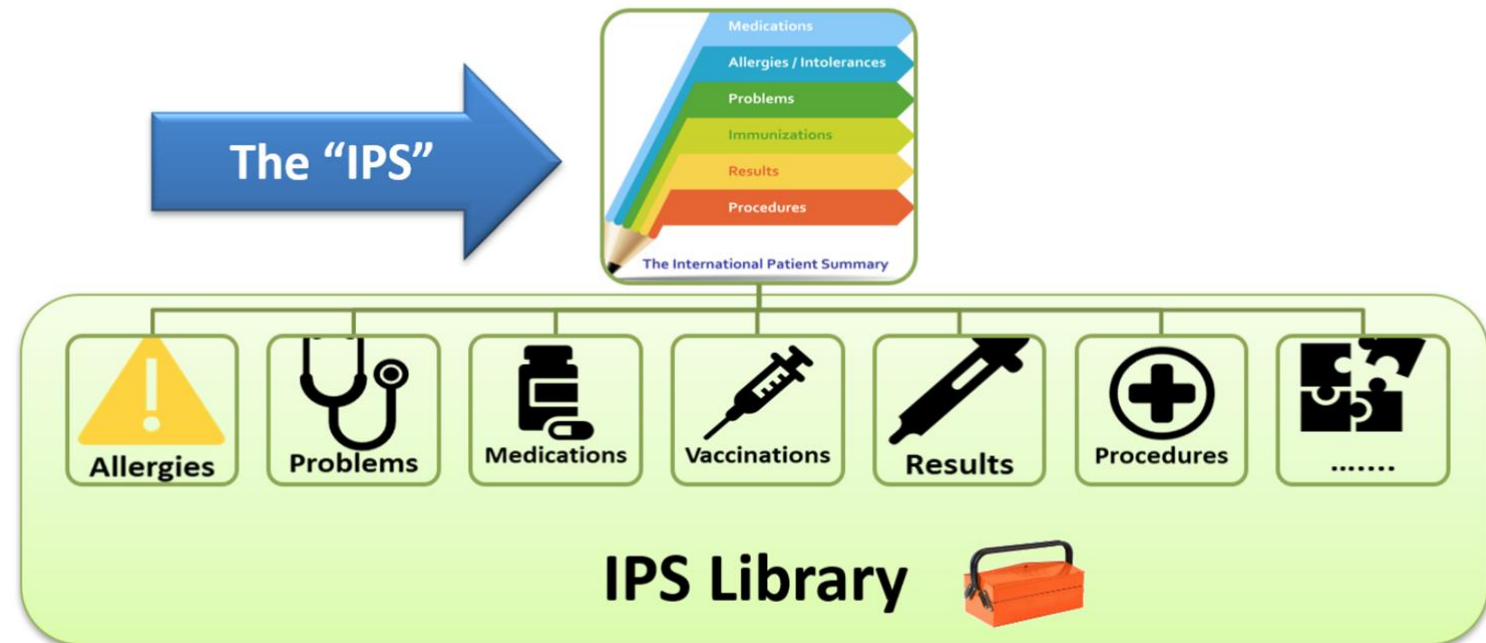 The “IPS”
Medications
Allergies / Intolerances
Problems
Immunizations
Results
Procedures
The International Patient Summary
Allergies
Problems
Medications
Vaccinations
Results
Procedures
.......
IPS Library